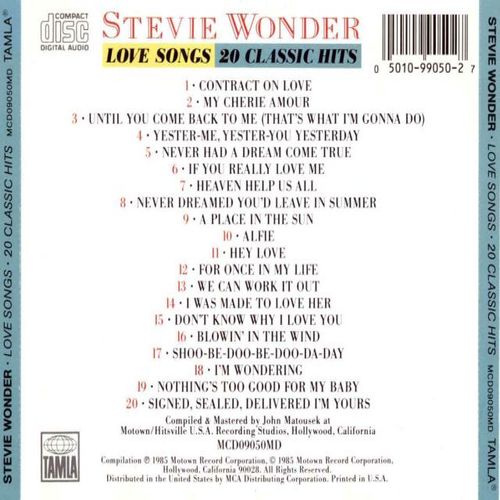 COMPACT
disc
DIGITAL AUDIO
STEVIE WONDER
LOVE SONGS 20 CLASSIC HITS
0 5010-99050-2 7
1 · CONTRACT ON LOVE
2 · MY CHERIE AMOUR
3 · UNTIL YOU COME BACK TO ME (THAT'S WHAT I'M GONNA DO)
4 · YESTER-ME, YESTER-YOU YESTERDAY
5 · NEVER HAD A DREAM COME TRUE
6 · IF YOU REALLY LOVE ME
7 · HEAVEN HELP US ALL
8 · NEVER DREAMED YOU'D LEAVE IN SUMMER
9 · A PLACE IN THE SUN
10 · ALFIE
11 · HEY LOVE
12 · FOR ONCE IN MY LIFE
13 · WE CAN WORK IT OUT
14 · I WAS MADE TO LOVE HER
15 · DON'T KNOW WHY I LOVE YOU
16 · BLOWIN' IN THE WIND
17 · SHOO-BE-DOO-BE-DOO-DA-DAY
18 · I'M WONDERING
19 · NOTHING'S TOO GOOD FOR MY BABY
20 · SIGNED, SEALED, DELIVERED I'M YOURS
Compiled & Mastered by John Matousek at
Motown/Hitsville U.S.A. Recording Studios, Hollywood, California
MCD09050MD
TAMLA
Compilation ℗ 1985 Motown Record Corporation. © 1985 Motown Record Corporation,
Hollywood, California 90028. All Rights Reserved.
Distributed in the United States by MCA Distributing Corporation. Printed in U.S.A.
STEVIE WONDER · LOVE SONGS · 20 CLASSIC HITS MCD09050MD TAMLA®
STEVIE WONDER · LOVE SONGS · 20 CLASSIC HITS MCD09050MD TAMLA®